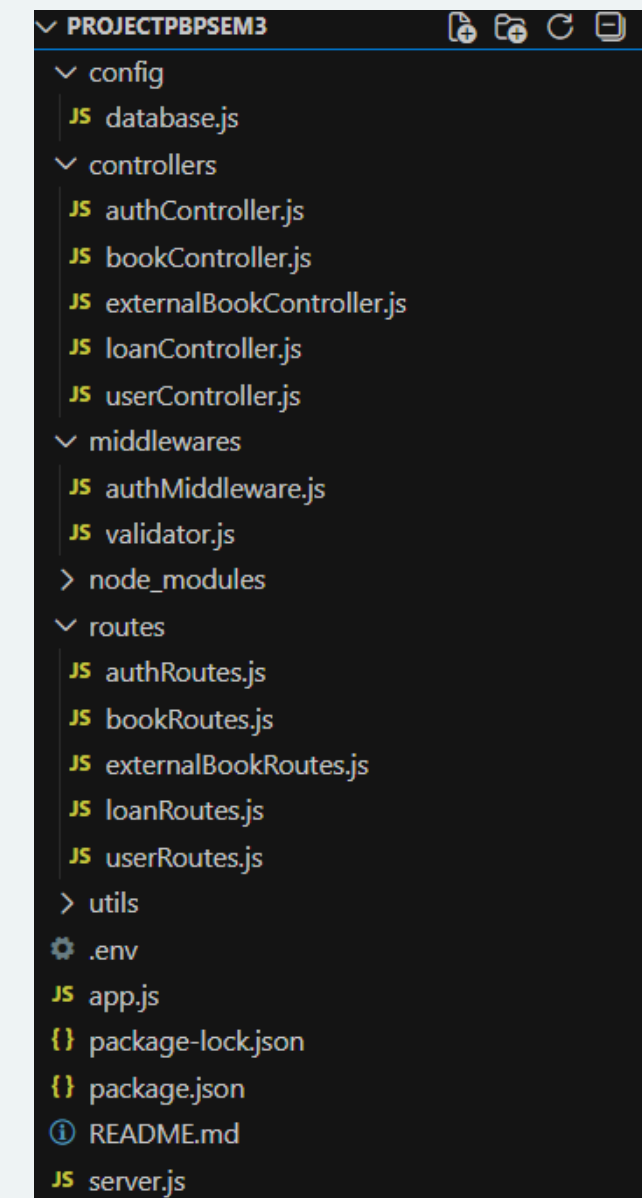 PROJECTPBPSEM3
config
JS database.js
controllers
JS authController.js
JS bookController.js
JS externalBookController.js
JS loanController.js
JS userController.js
middlewares
JS authMiddleware.js
JS validator.js
node_modules
routes
JS authRoutes.js
JS bookRoutes.js
JS externalBookRoutes.js
JS loanRoutes.js
JS userRoutes.js
utils
.env
JS app.js
{} package-lock.json
{} package.json
README.md
JS server.js